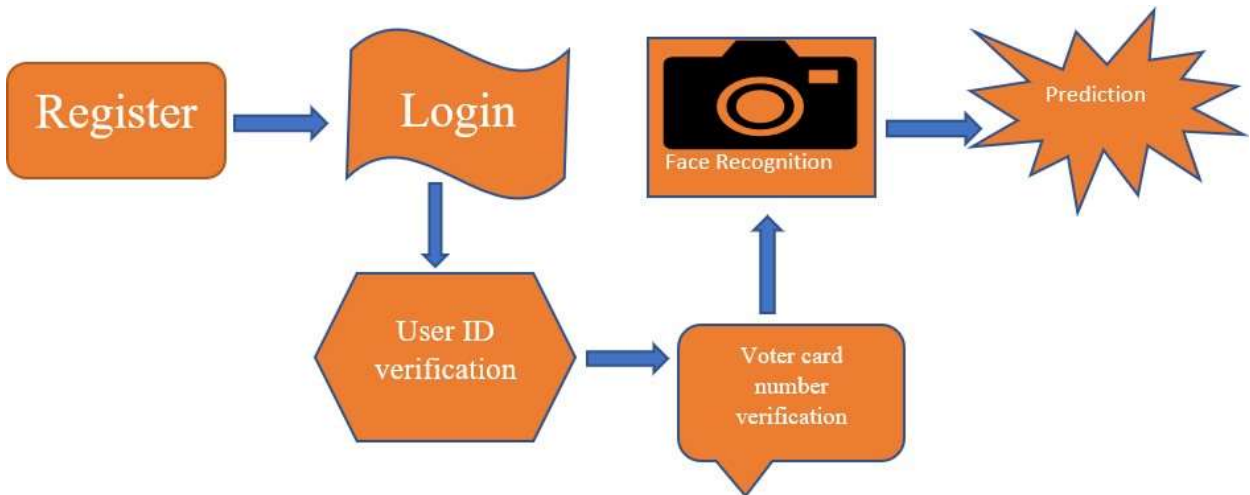 Register
Login
User ID
verification
Voter card
number
verification
Face Recognition
Prediction